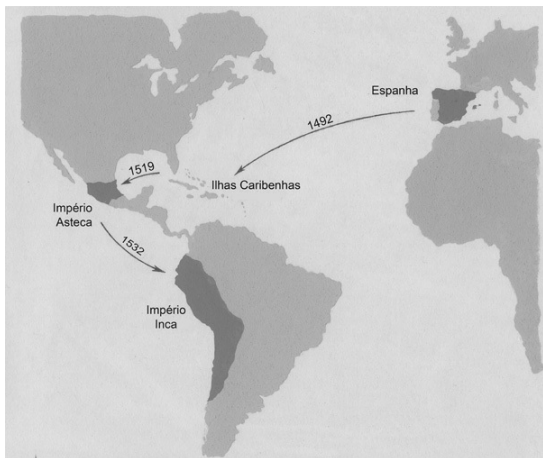 Espanha
1492
1519
Ilhas Caribenhas
Império
Asteca
1532
Império
Inca